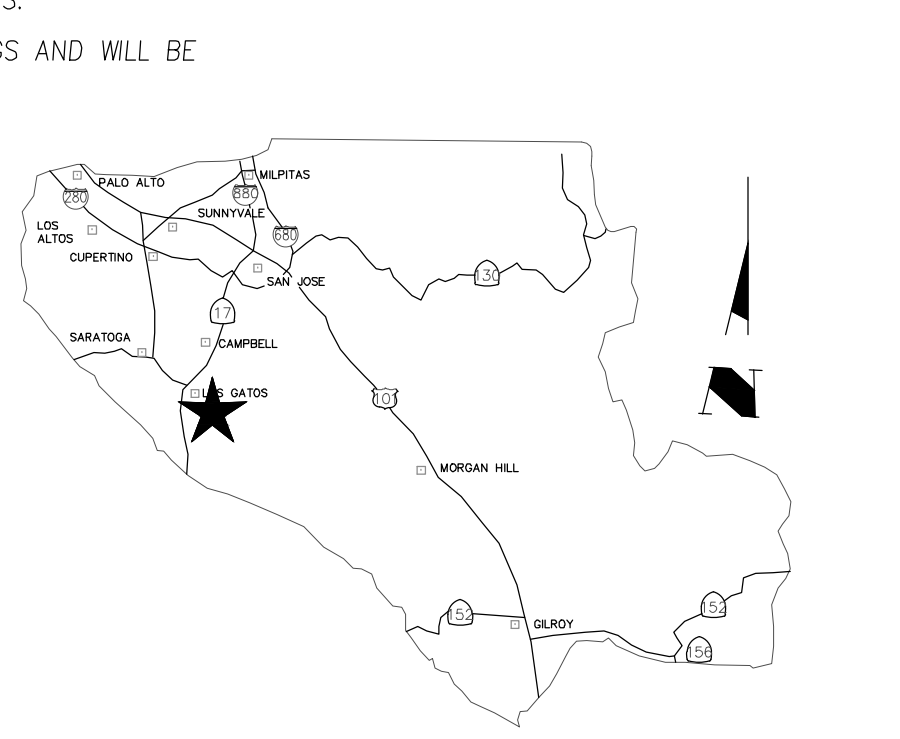 S.
GS AND WILL BE
MILPITAS
PALO ALTO
280
880
SUNNYVALE
LOS
ALTOS
680
CUPERTINO
130
SAN JOSE
17
SARATOGA
CAMPBELL
LOS GATOS
101
N
MORGAN HILL
152
152
GILROY
156